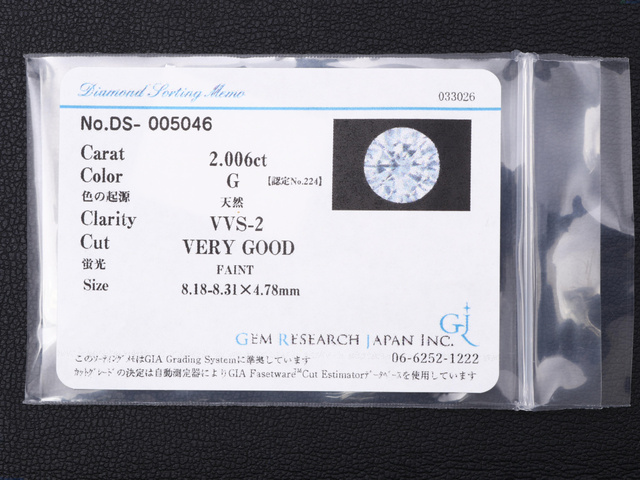 Diamond Sorting Memo
033026
No.DS- 005046
Carat 2.006ct
Color G 【認定No.224】
色の起源 天然
Clarity VVS-2
Cut VERY GOOD
蛍光 FAINT
Size 8.18-8.31×4.78mm
GJ
GEM RESEARCH JAPAN INC.
06-6252-1222
このソーティングメモはGIA Grading Systemに準拠しています
カットグレードの決定は自動測定器によりGIA Fasetware™Cut Estimatorデータベースを使用しています